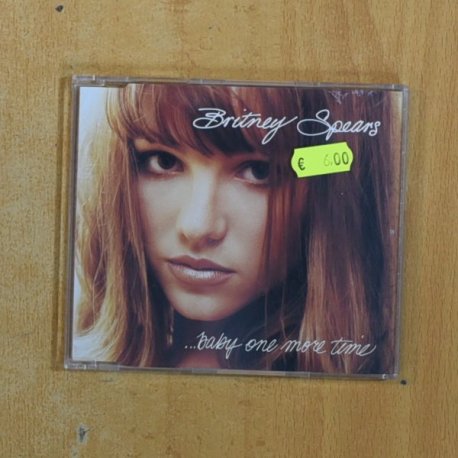 Britney Spears
€ 6,00
...baby one more time